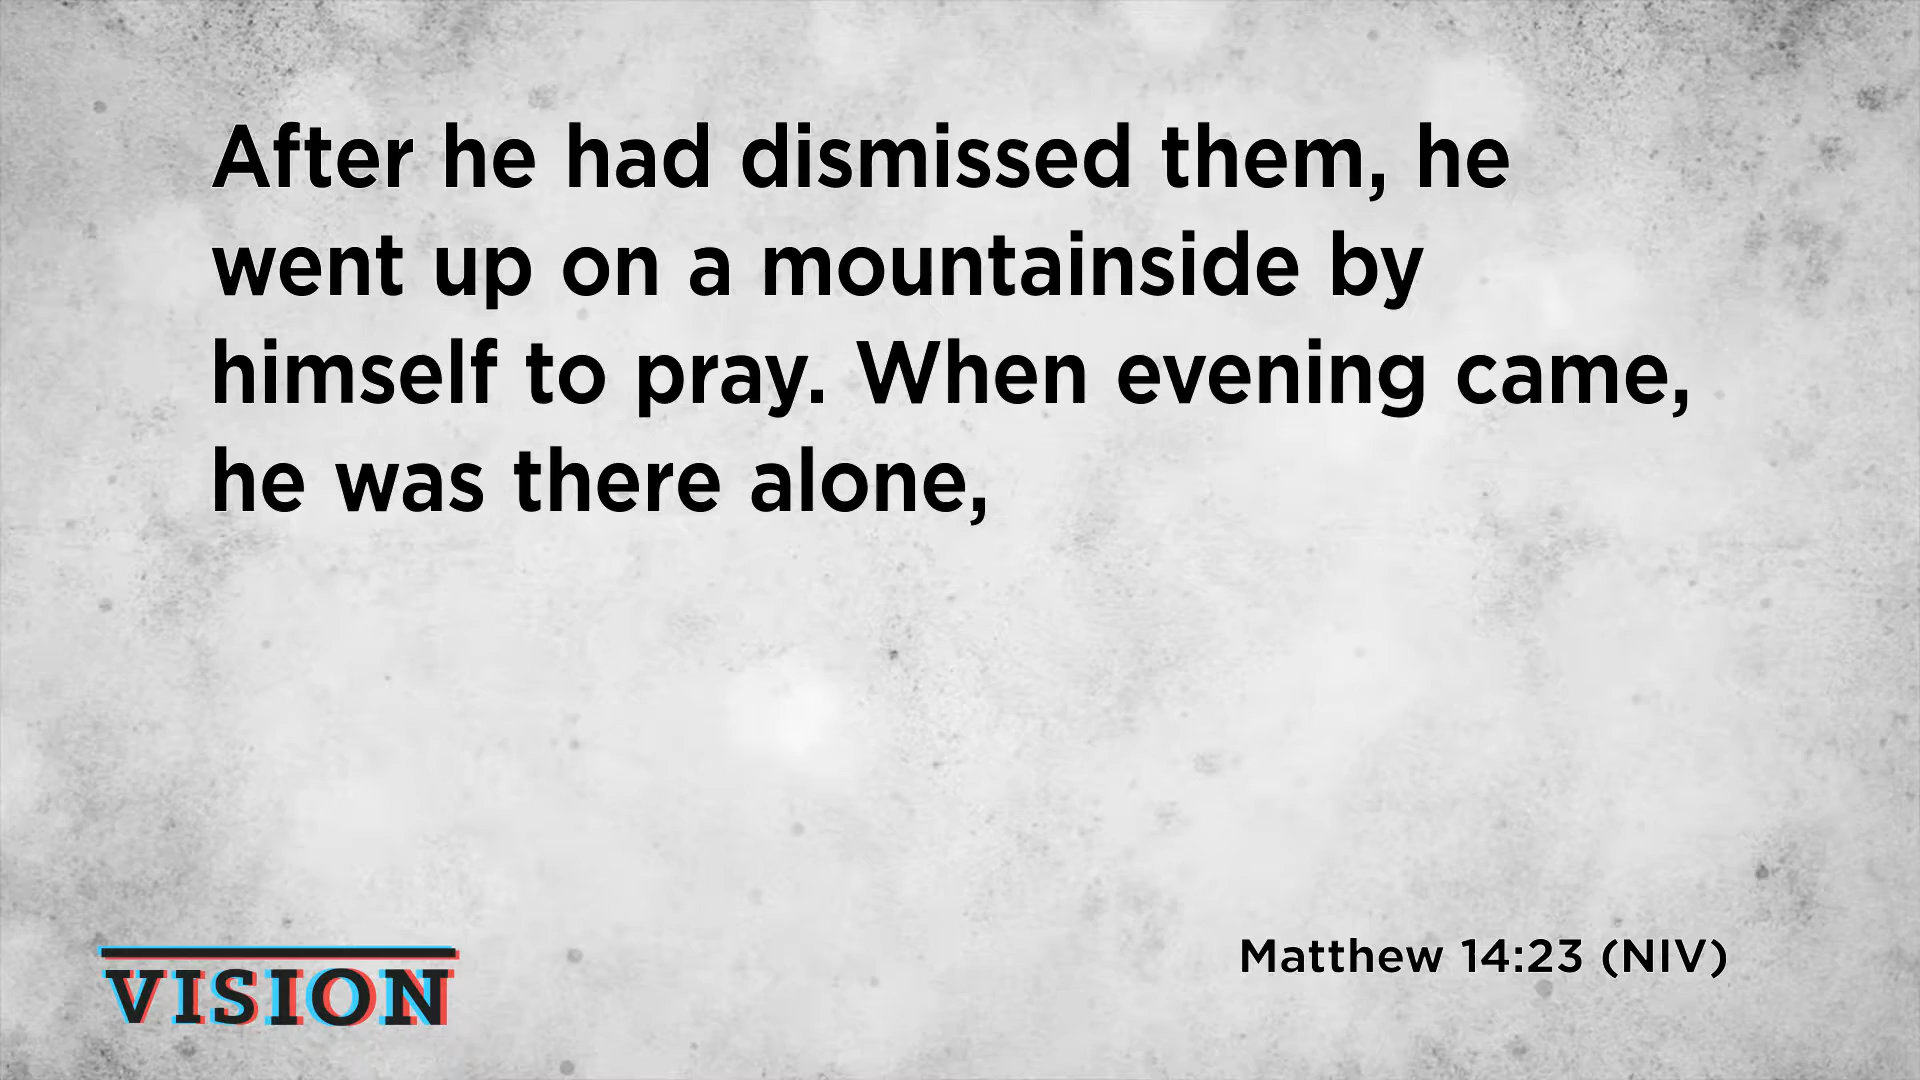 After he had dismissed them, he
went up on a mountainside by
himself to pray. When evening came,
he was there alone,
Matthew 14:23 (NIV)
VISION